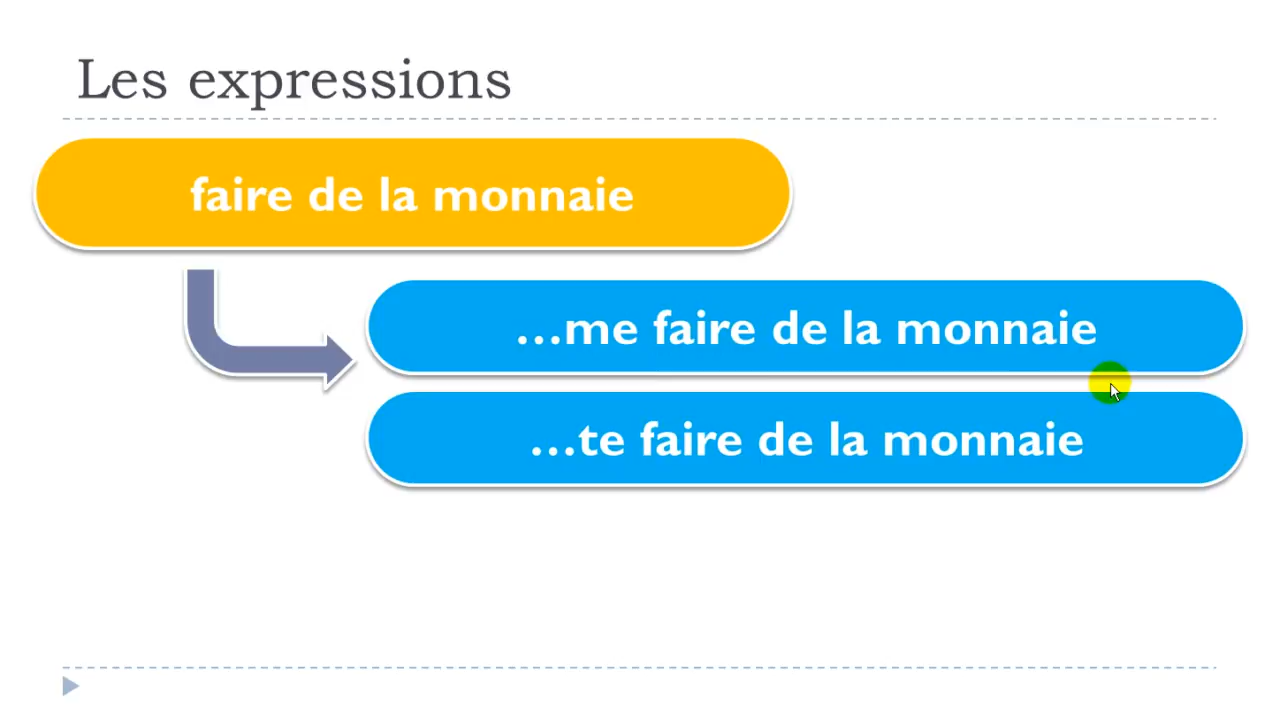 Les expressions
faire de la monnaie
…me faire de la monnaie
…te faire de la monnaie